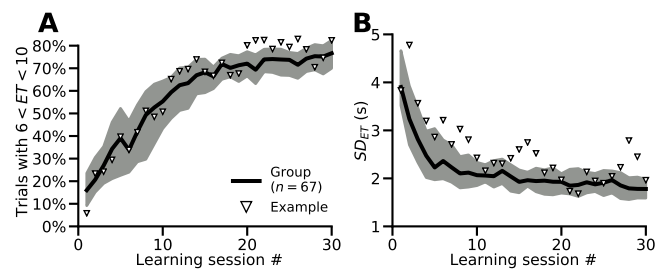 A
Trials with 6 < ET < 10
80%
70%
60%
50%
40%
30%
20%
10%
0%
Group
(n = 67)
Example
0 10 20 30
Learning session #
B
SD_ET (s)
5
4
3
2
1
0 10 20 30
Learning session #